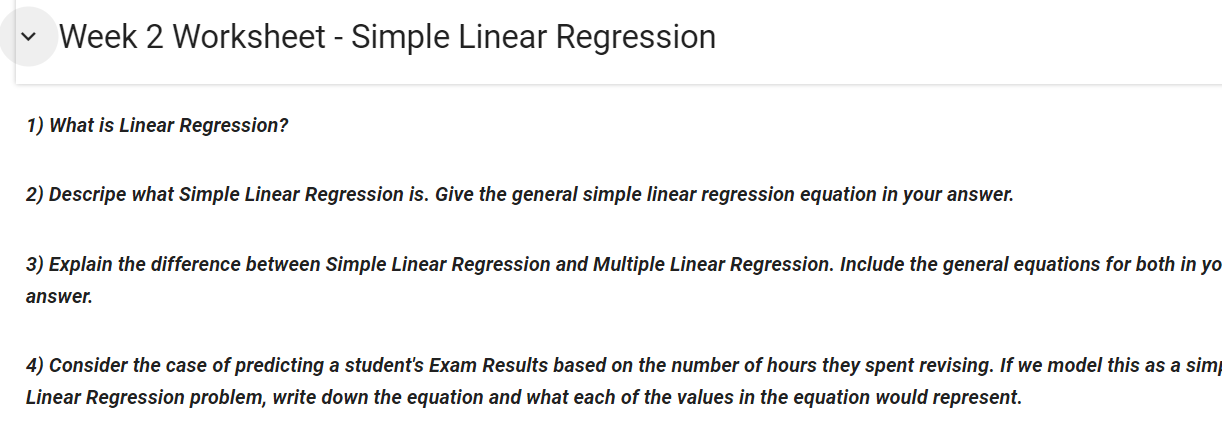 Week 2 Worksheet - Simple Linear Regression
1) What is Linear Regression?
2) Descripe what Simple Linear Regression is. Give the general simple linear regression equation in your answer.
3) Explain the difference between Simple Linear Regression and Multiple Linear Regression. Include the general equations for both in yo
answer.
4) Consider the case of predicting a student's Exam Results based on the number of hours they spent revising. If we model this as a simp
Linear Regression problem, write down the equation and what each of the values in the equation would represent.